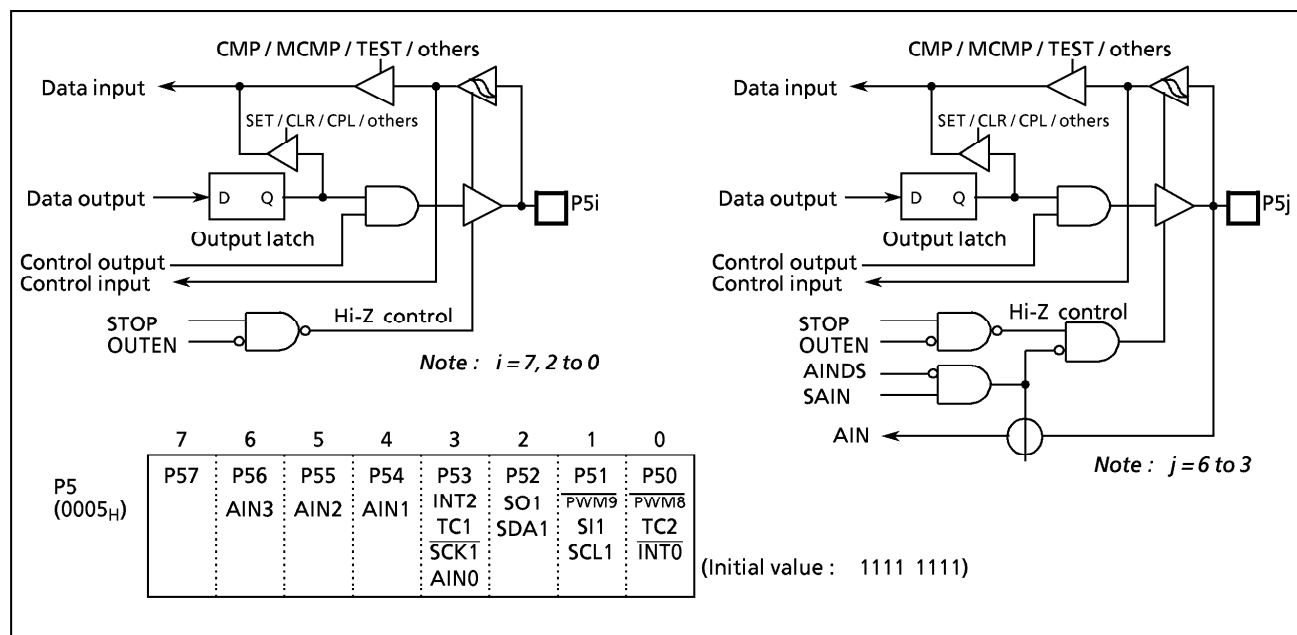 CMP / MCMP / TEST / others
Data input
SET / CLR / CPL / others
Data output
D Q
P5i
Output latch
Control output
Control input
Hi-Z control
STOP
OUTEN
Note : i = 7, 2 to 0
CMP / MCMP / TEST / others
Data input
SET / CLR / CPL / others
Data output
D Q
P5j
Output latch
Control output
Control input
Hi-Z control
STOP
OUTEN
AINDS
SAIN
AIN
Note : j = 6 to 3
7 6 5 4 3 2 1 0
P5
(0005H)
P57 P56 P55 P54 P53 P52 P51 P50
AIN3 AIN2 AIN1 INT2 SO1 PWM9 PWM8
TC1 SDA1 SI1 TC2
SCK1 SCL1 INT0
AIN0
(Initial value : 1111 1111)